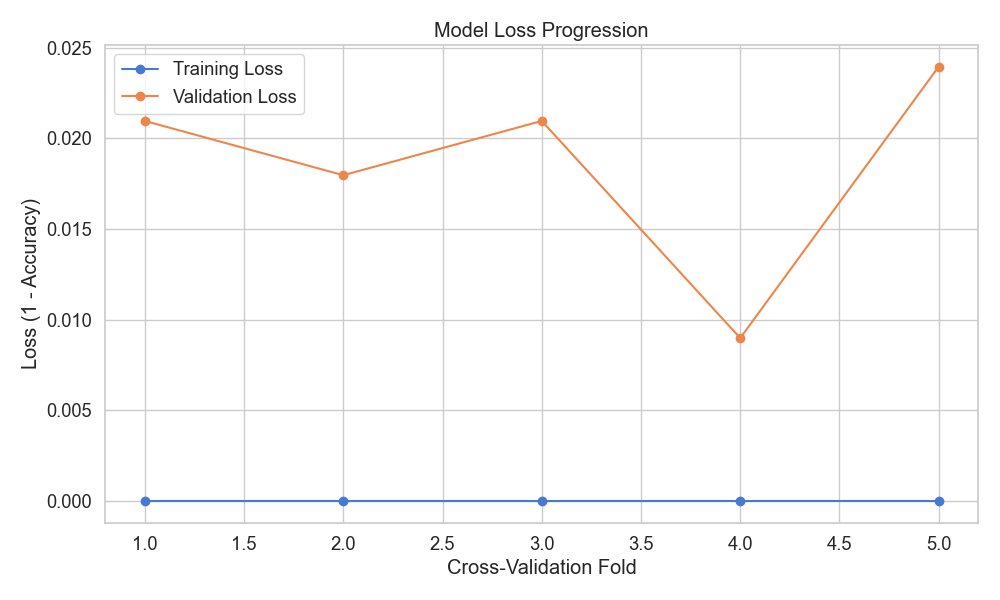 Model Loss Progression
Training Loss
Validation Loss
Loss (1 - Accuracy)
0.025
0.020
0.015
0.010
0.005
0.000
1.0 1.5 2.0 2.5 3.0 3.5 4.0 4.5 5.0
Cross-Validation Fold